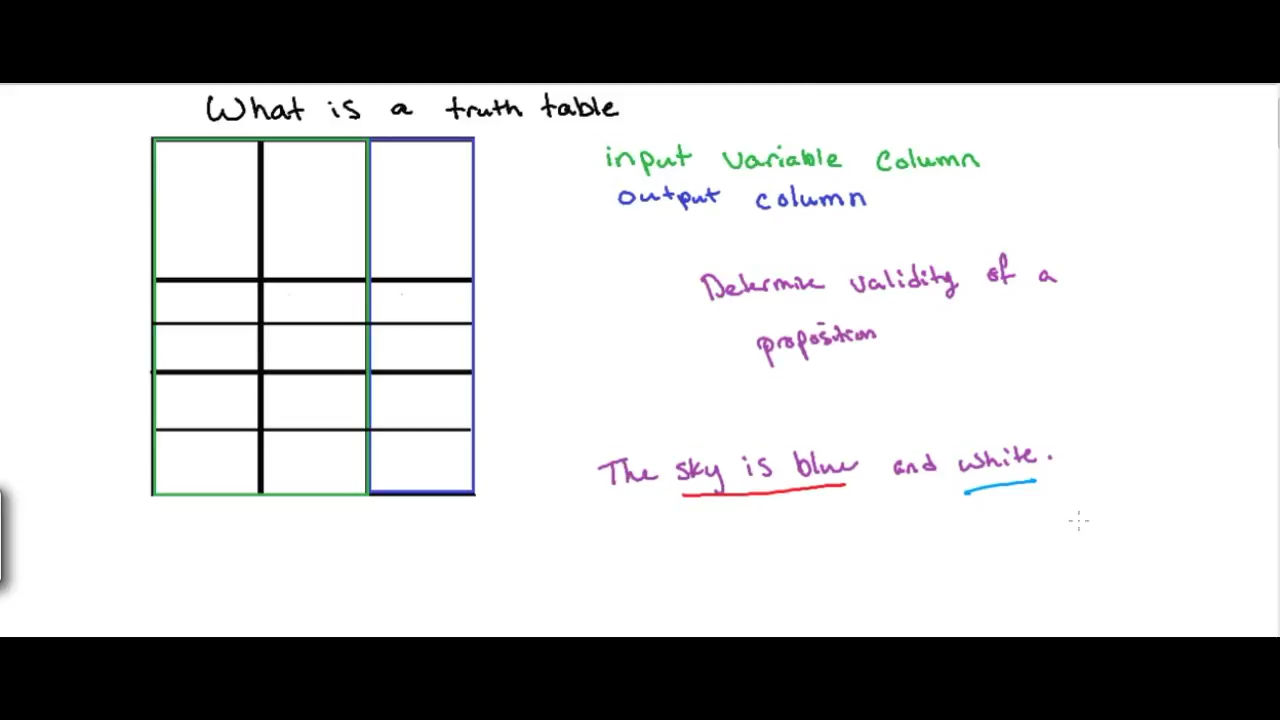 What is a truth table
input variable column
output column
Determine validity of a
proposition
The sky is blue and white.